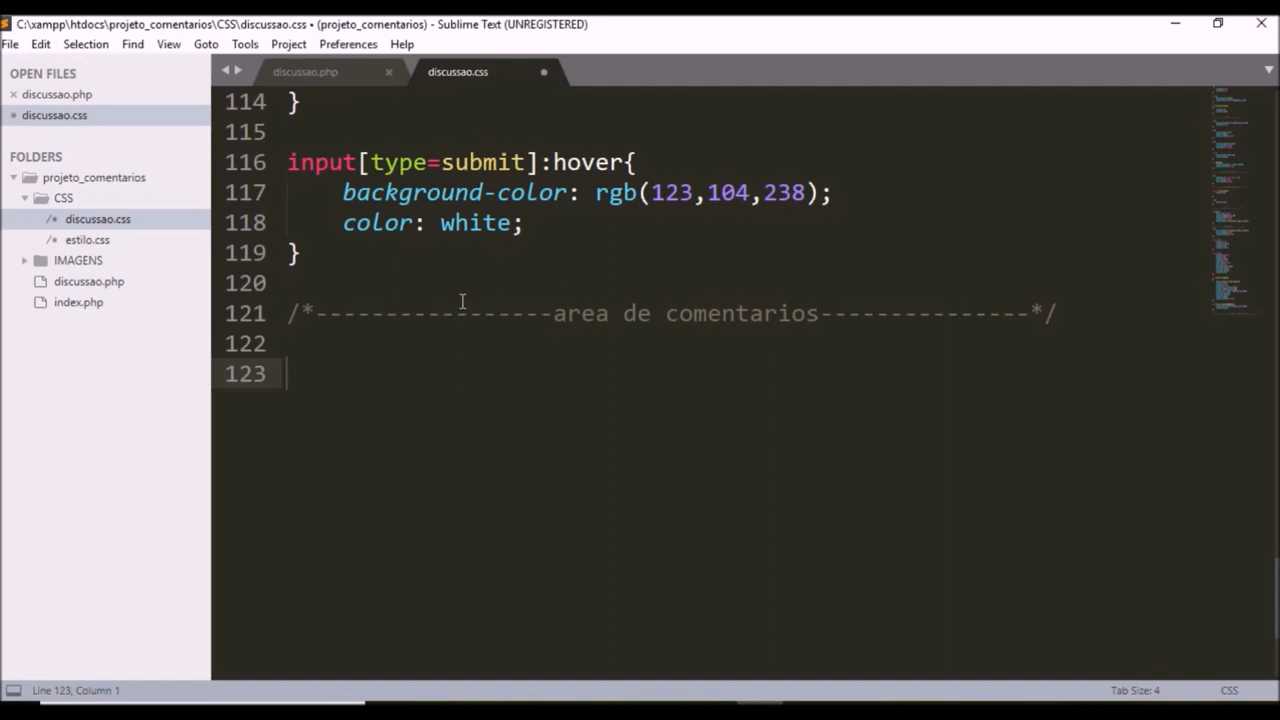 C:\xampp\htdocs\projeto_comentarios\CSS\discussao.css • (projeto_comentarios) - Sublime Text (UNREGISTERED)
File Edit Selection Find View Goto Tools Project Preferences Help
OPEN FILES
discussao.php
discussao.css
FOLDERS
projeto_comentarios
CSS
/* discussao.css
/* estilo.css
IMAGENS
discussao.php
index.php
discussao.php discussao.css
114 }
115
116 input[type=submit]:hover{
117 background-color: rgb(123,104,238);
118 color: white;
119 }
120
121 /*-----------------area de comentarios---------------*/
122
123
Line 123, Column 1 Tab Size: 4 CSS